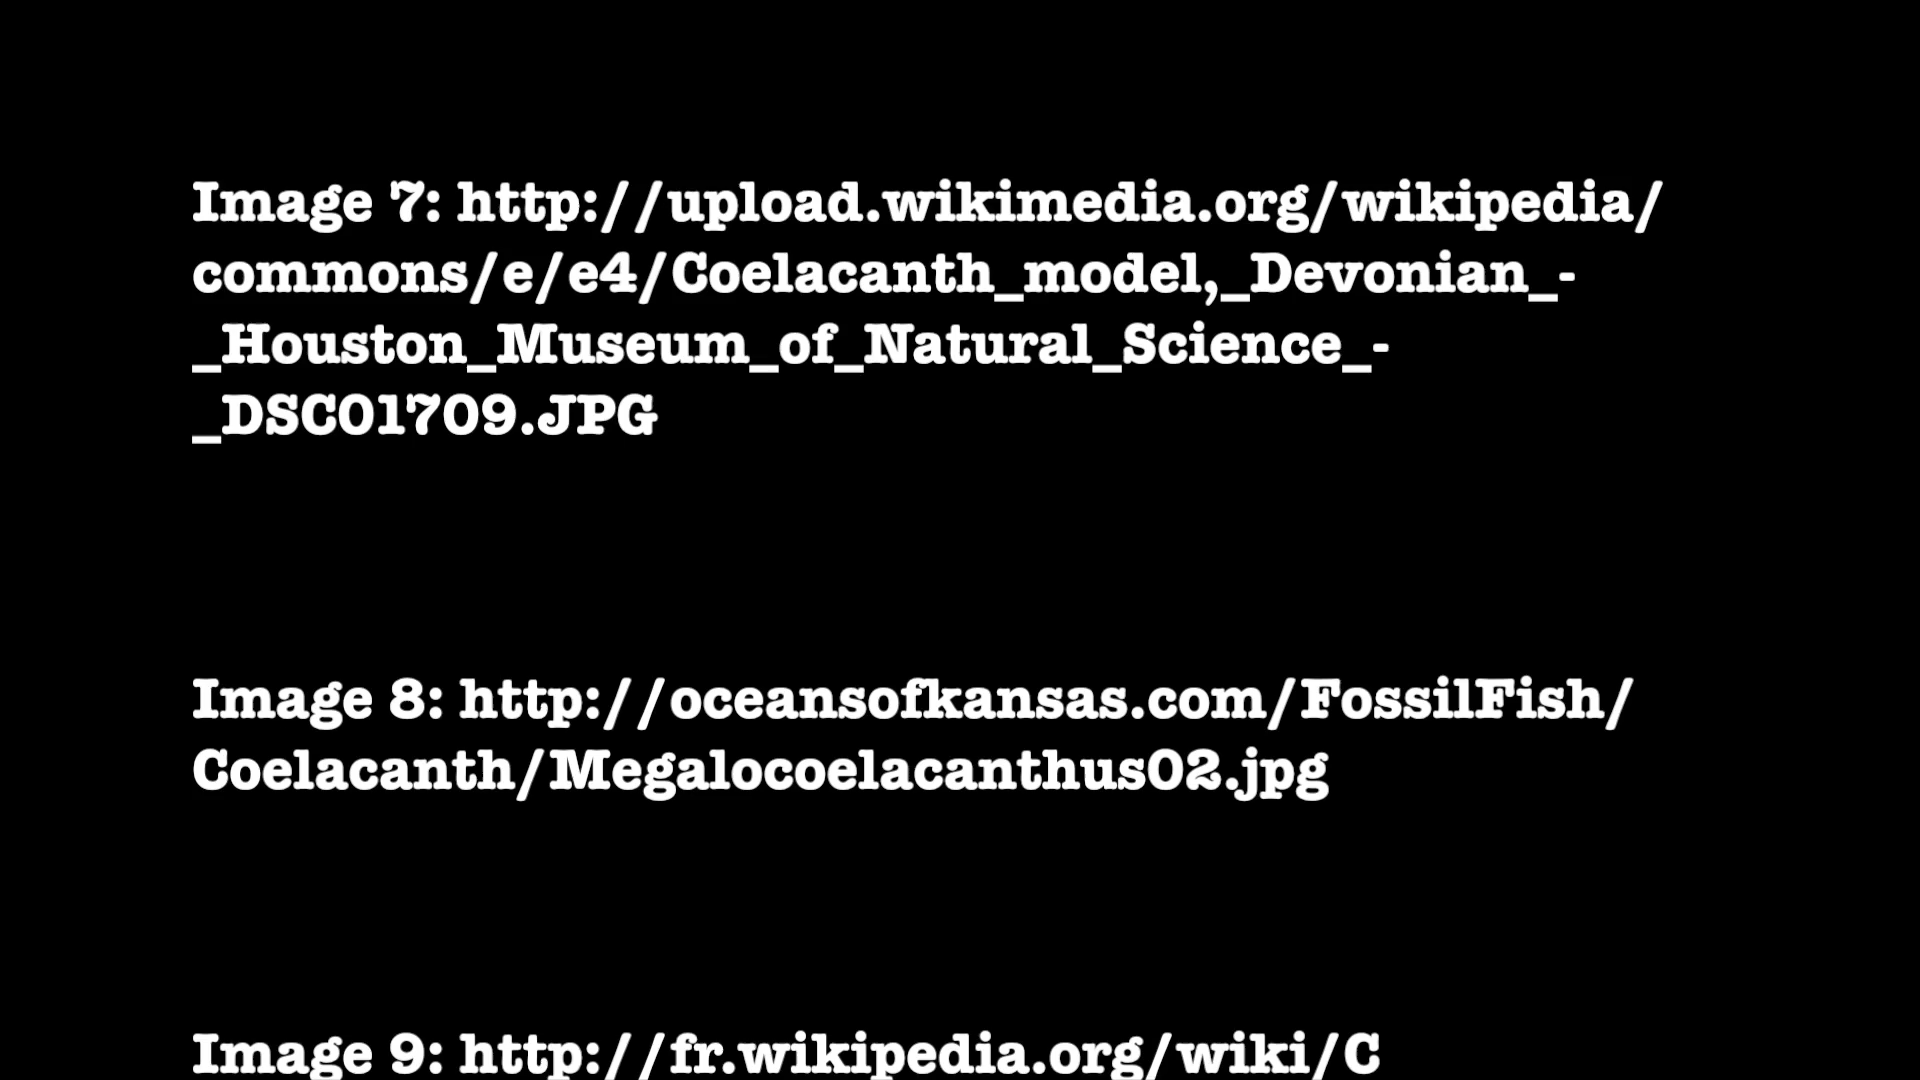 Image 7: http://upload.wikimedia.org/wikipedia/
commons/e/e4/Coelacanth_model,_Devonian_-
_Houston_Museum_of_Natural_Science_-
_DSC01709.JPG
Image 8: http://oceansofkansas.com/FossilFish/
Coelacanth/Megalocoelacanthus02.jpg
Image 9: http://fr.wikipedia.org/wiki/C